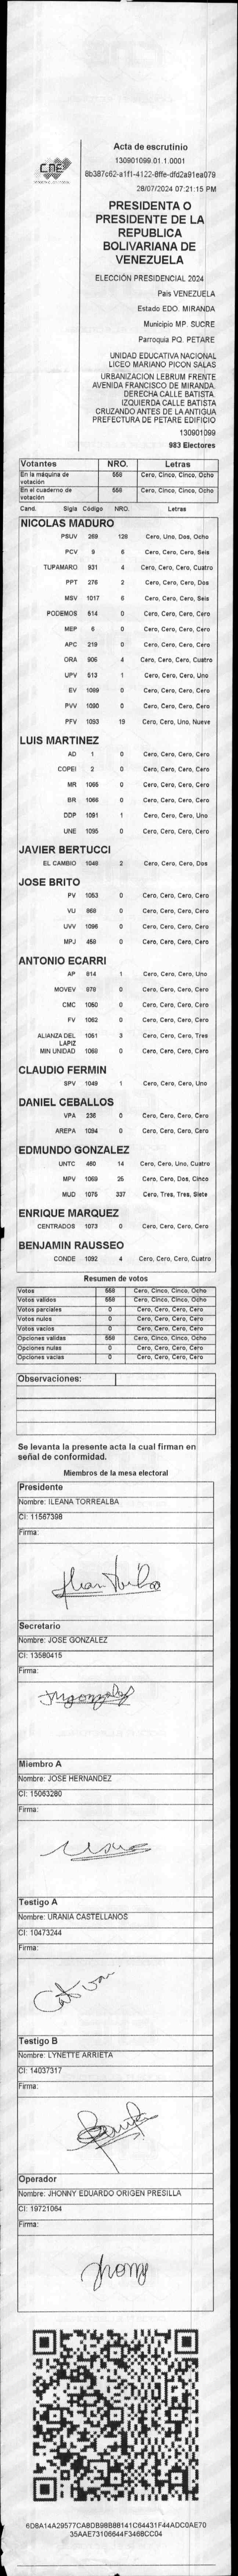 CNE
Acta de escrutinio
130901099.01.1.0001
8b387c62-a1f1-4122-8ffe-dfd2a91ea079
28/07/2024 07:21:15 PM
PRESIDENTA O
PRESIDENTE DE LA
REPUBLICA
BOLIVARIANA DE
VENEZUELA
ELECCIÓN PRESIDENCIAL 2024
País VENEZUELA
Estado EDO. MIRANDA
Municipio MP. SUCRE
Parroquia PQ. PETARE
UNIDAD EDUCATIVA NACIONAL
LICEO MARIANO PICON SALAS
URBANIZACIÓN LEBRUM FRENTE
AVENIDA FRANCISCO DE MIRANDA.
DERECHA CALLE BATISTA.
IZQUIERDA CALLE BATISTA
CRUZANDO ANTES DE LA ANTIGUA
PREFECTURA DE PETARE EDIFICIO
130901099
983 Electores
Votantes NRO. Letras
En la máquina de votación 558 Cero, Cinco, Cinco, Ocho
En el cuaderno de votación 558 Cero, Cinco, Cinco, Ocho
Cand. Sigla Código NRO. Letras
NICOLAS MADURO
PSUV 269 128 Cero, Uno, Dos, Ocho
PCV 9 6 Cero, Cero, Cero, Seis
TUPAMARO 931 4 Cero, Cero, Cero, Cuatro
PPT 276 2 Cero, Cero, Cero, Dos
MSV 1017 6 Cero, Cero, Cero, Seis
PODEMOS 514 0 Cero, Cero, Cero, Cero
MEP 6 0 Cero, Cero, Cero, Cero
APC 219 0 Cero, Cero, Cero, Cero
ORA 906 4 Cero, Cero, Cero, Cuatro
UPV 513 1 Cero, Cero, Cero, Uno
EV 1089 0 Cero, Cero, Cero, Cero
PVV 1090 0 Cero, Cero, Cero, Cero
PFV 1093 19 Cero, Cero, Uno, Nueve
LUIS MARTINEZ
AD 1 0 Cero, Cero, Cero, Cero
COPEI 2 0 Cero, Cero, Cero, Cero
MR 1065 0 Cero, Cero, Cero, Cero
BR 1066 0 Cero, Cero, Cero, Cero
DDP 1091 1 Cero, Cero, Cero, Uno
UNE 1095 0 Cero, Cero, Cero, Cero
JAVIER BERTUCCI
EL CAMBIO 1048 2 Cero, Cero, Cero, Dos
JOSE BRITO
PV 1053 0 Cero, Cero, Cero, Cero
VU 868 0 Cero, Cero, Cero, Cero
UVV 1096 0 Cero, Cero, Cero, Cero
MPJ 458 0 Cero, Cero, Cero, Cero
ANTONIO ECARRI
AP 814 1 Cero, Cero, Cero, Uno
MOVEV 878 0 Cero, Cero, Cero, Cero
CMC 1050 0 Cero, Cero, Cero, Cero
FV 1062 0 Cero, Cero, Cero, Cero
ALIANZA DEL LAPIZ 1051 3 Cero, Cero, Cero, Tres
MIN UNIDAD 1068 0 Cero, Cero, Cero, Cero
CLAUDIO FERMIN
SPV 1049 1 Cero, Cero, Cero, Uno
DANIEL CEBALLOS
VPA 236 0 Cero, Cero, Cero, Cero
AREPA 1094 0 Cero, Cero, Cero, Cero
EDMUNDO GONZALEZ
UNTC 460 14 Cero, Cero, Uno, Cuatro
MPV 1069 25 Cero, Cero, Dos, Cinco
MUD 1075 337 Cero, Tres, Tres, Siete
ENRIQUE MARQUEZ
CENTRADOS 1073 0 Cero, Cero, Cero, Cero
BENJAMIN RAUSSEO
CONDE 1092 4 Cero, Cero, Cero, Cuatro
Resumen de votos
Votos 558 Cero, Cinco, Cinco, Ocho
Votos válidos 558 Cero, Cinco, Cinco, Ocho
Votos parciales 0 Cero, Cero, Cero, Cero
Votos nulos 0 Cero, Cero, Cero, Cero
Votos vacíos 0 Cero, Cero, Cero, Cero
Opciones válidas 558 Cero, Cinco, Cinco, Ocho
Opciones nulas 0 Cero, Cero, Cero, Cero
Opciones vacías 0 Cero, Cero, Cero, Cero
Observaciones:
Se levanta la presente acta la cual firman en
señal de conformidad.
Miembros de la mesa electoral
Presidente
Nombre: ILEANA TORREALBA
CI: 11567398
Firma:
Secretario
Nombre: JOSE GONZALEZ
CI: 13580415
Firma:
Miembro A
Nombre: JOSE HERNANDEZ
CI: 15063280
Firma:
Testigo A
Nombre: URANIA CASTELLANOS
CI: 10473244
Firma:
Testigo B
Nombre: LYNETTE ARRIETA
CI: 14037317
Firma:
Operador
Nombre: JHONNY EDUARDO ORIGEN PRESILLA
CI: 19721064
Firma:
jhonny
6D8A14A29577CA8DB98B88141C64431F44ADC0AE70
35AAE73106644F3468CC04